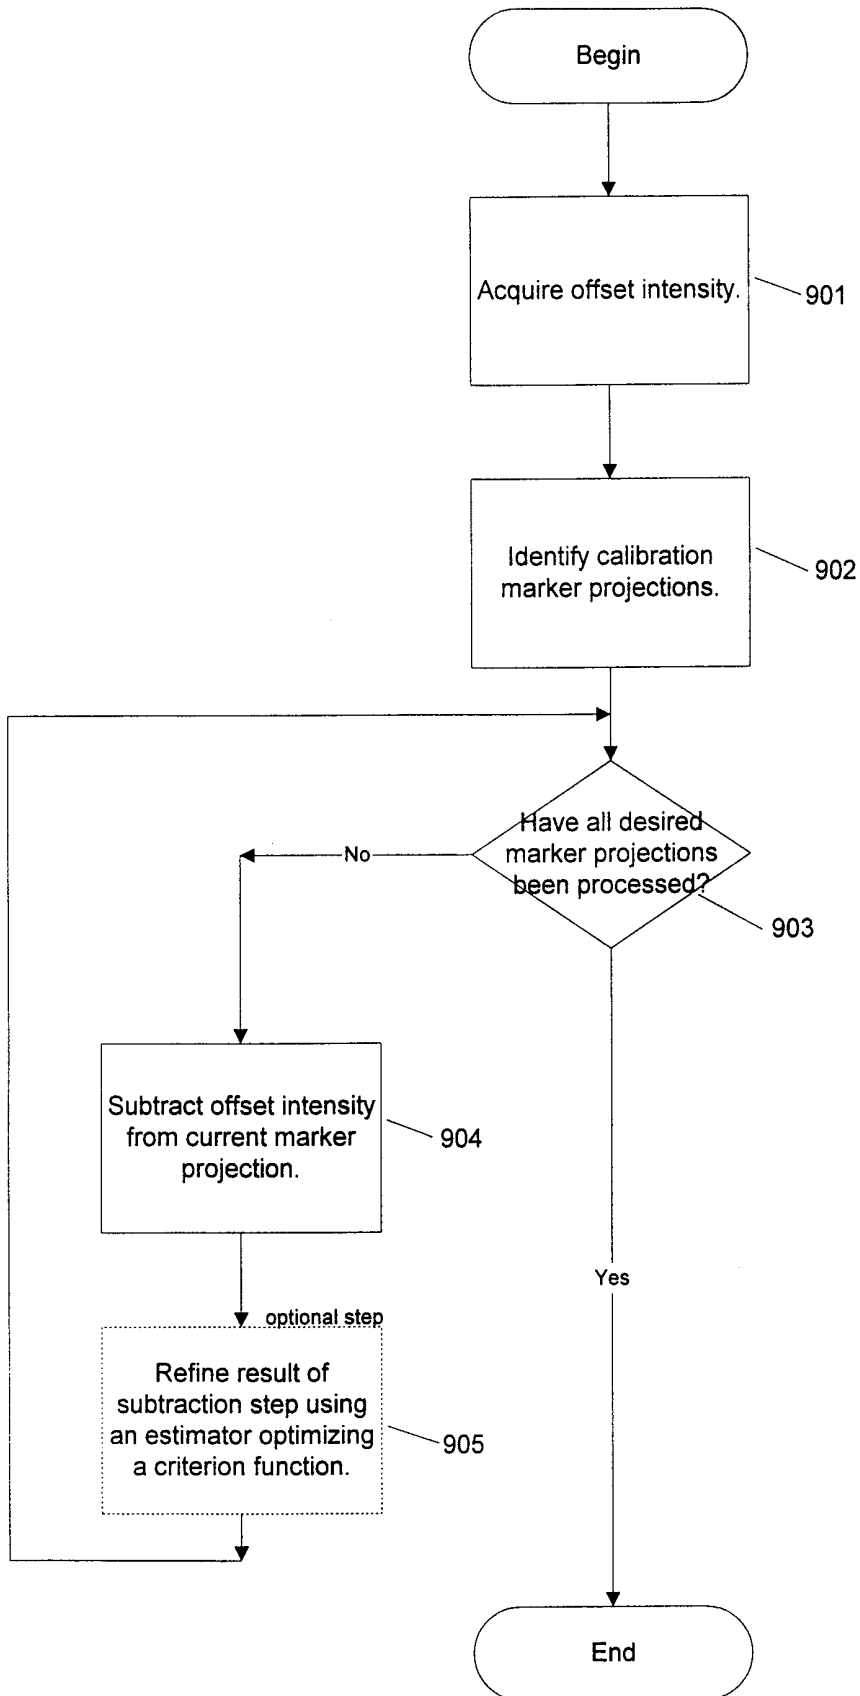 Begin
Acquire offset intensity.
901
Identify calibration
marker projections.
902
Have all desired
marker projections
been processed?
903
No
Subtract offset intensity
from current marker
projection.
904
Yes
optional step
Refine result of
subtraction step using
an estimator optimizing
a criterion function.
905
End